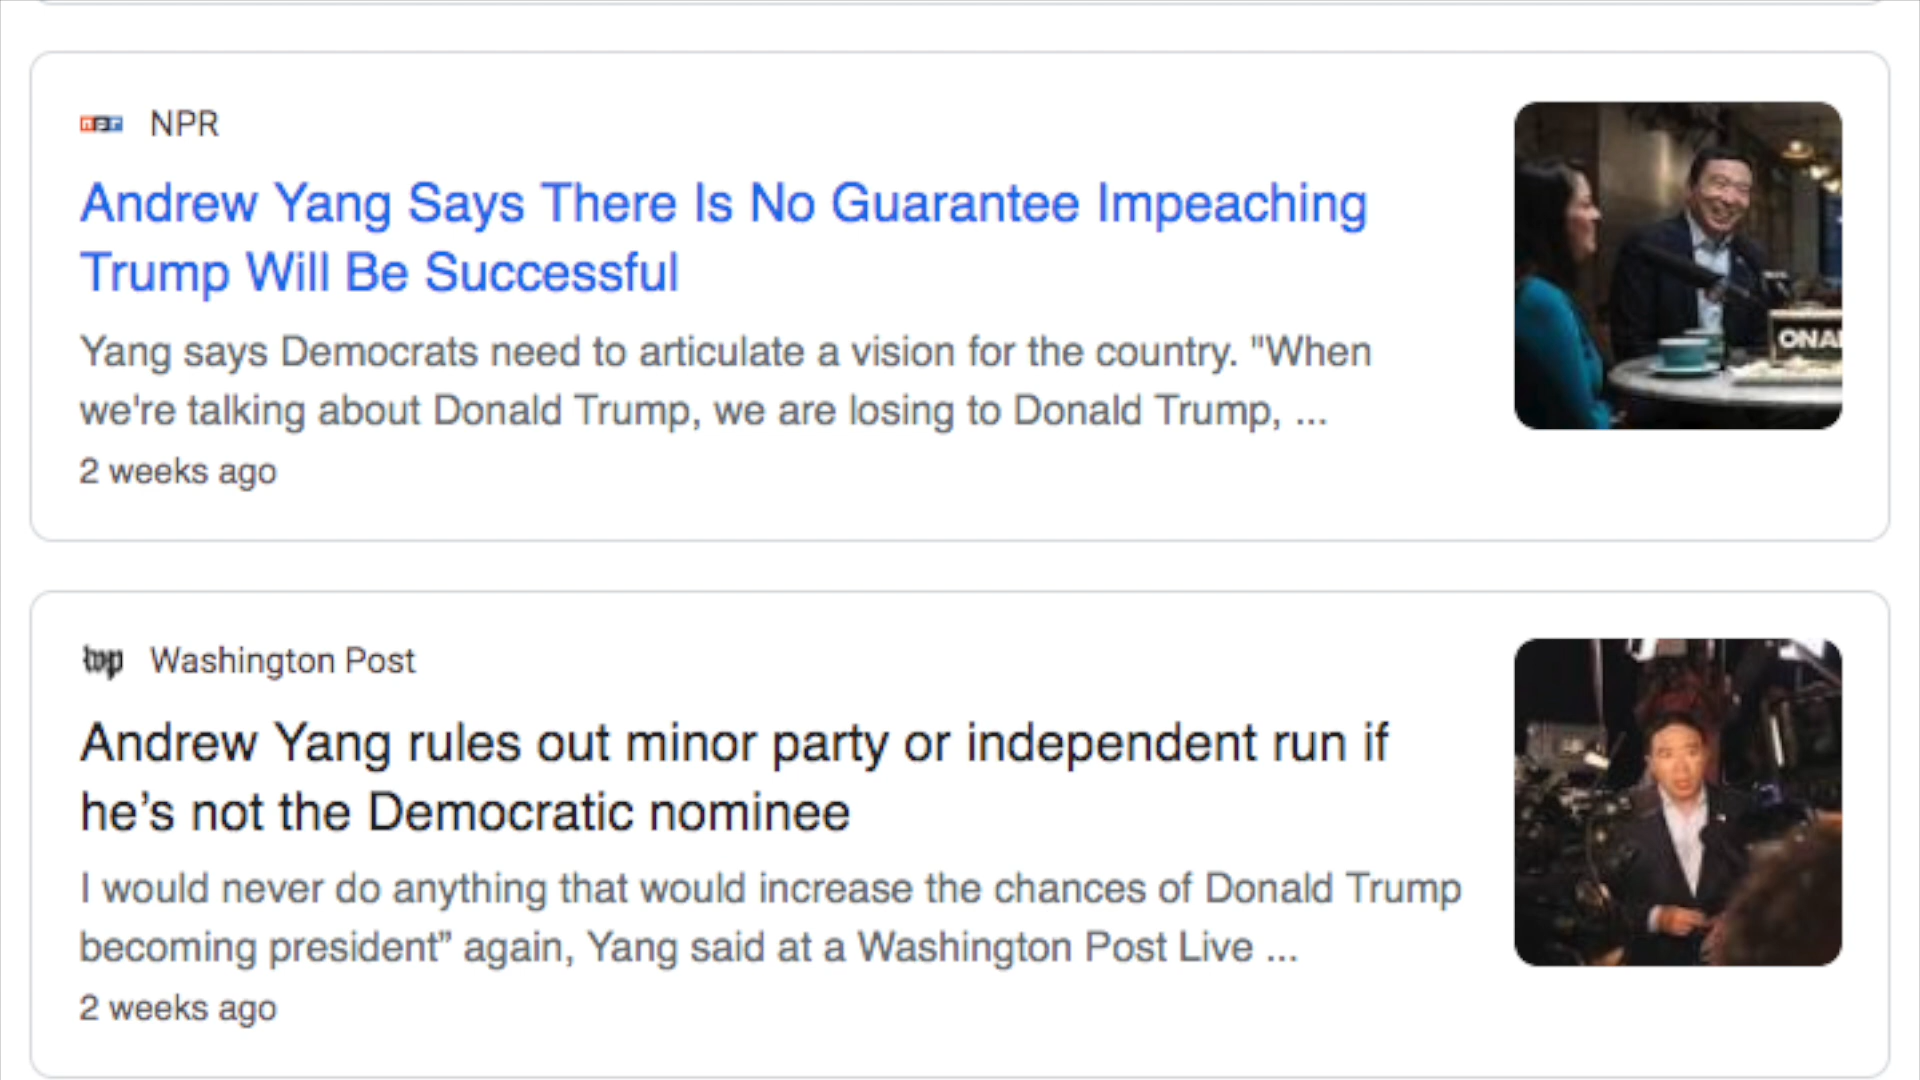 npr NPR
Andrew Yang Says There Is No Guarantee Impeaching
Trump Will Be Successful
Yang says Democrats need to articulate a vision for the country. "When
we're talking about Donald Trump, we are losing to Donald Trump, ...
2 weeks ago
ONA
wp Washington Post
Andrew Yang rules out minor party or independent run if
he’s not the Democratic nominee
I would never do anything that would increase the chances of Donald Trump
becoming president” again, Yang said at a Washington Post Live ...
2 weeks ago